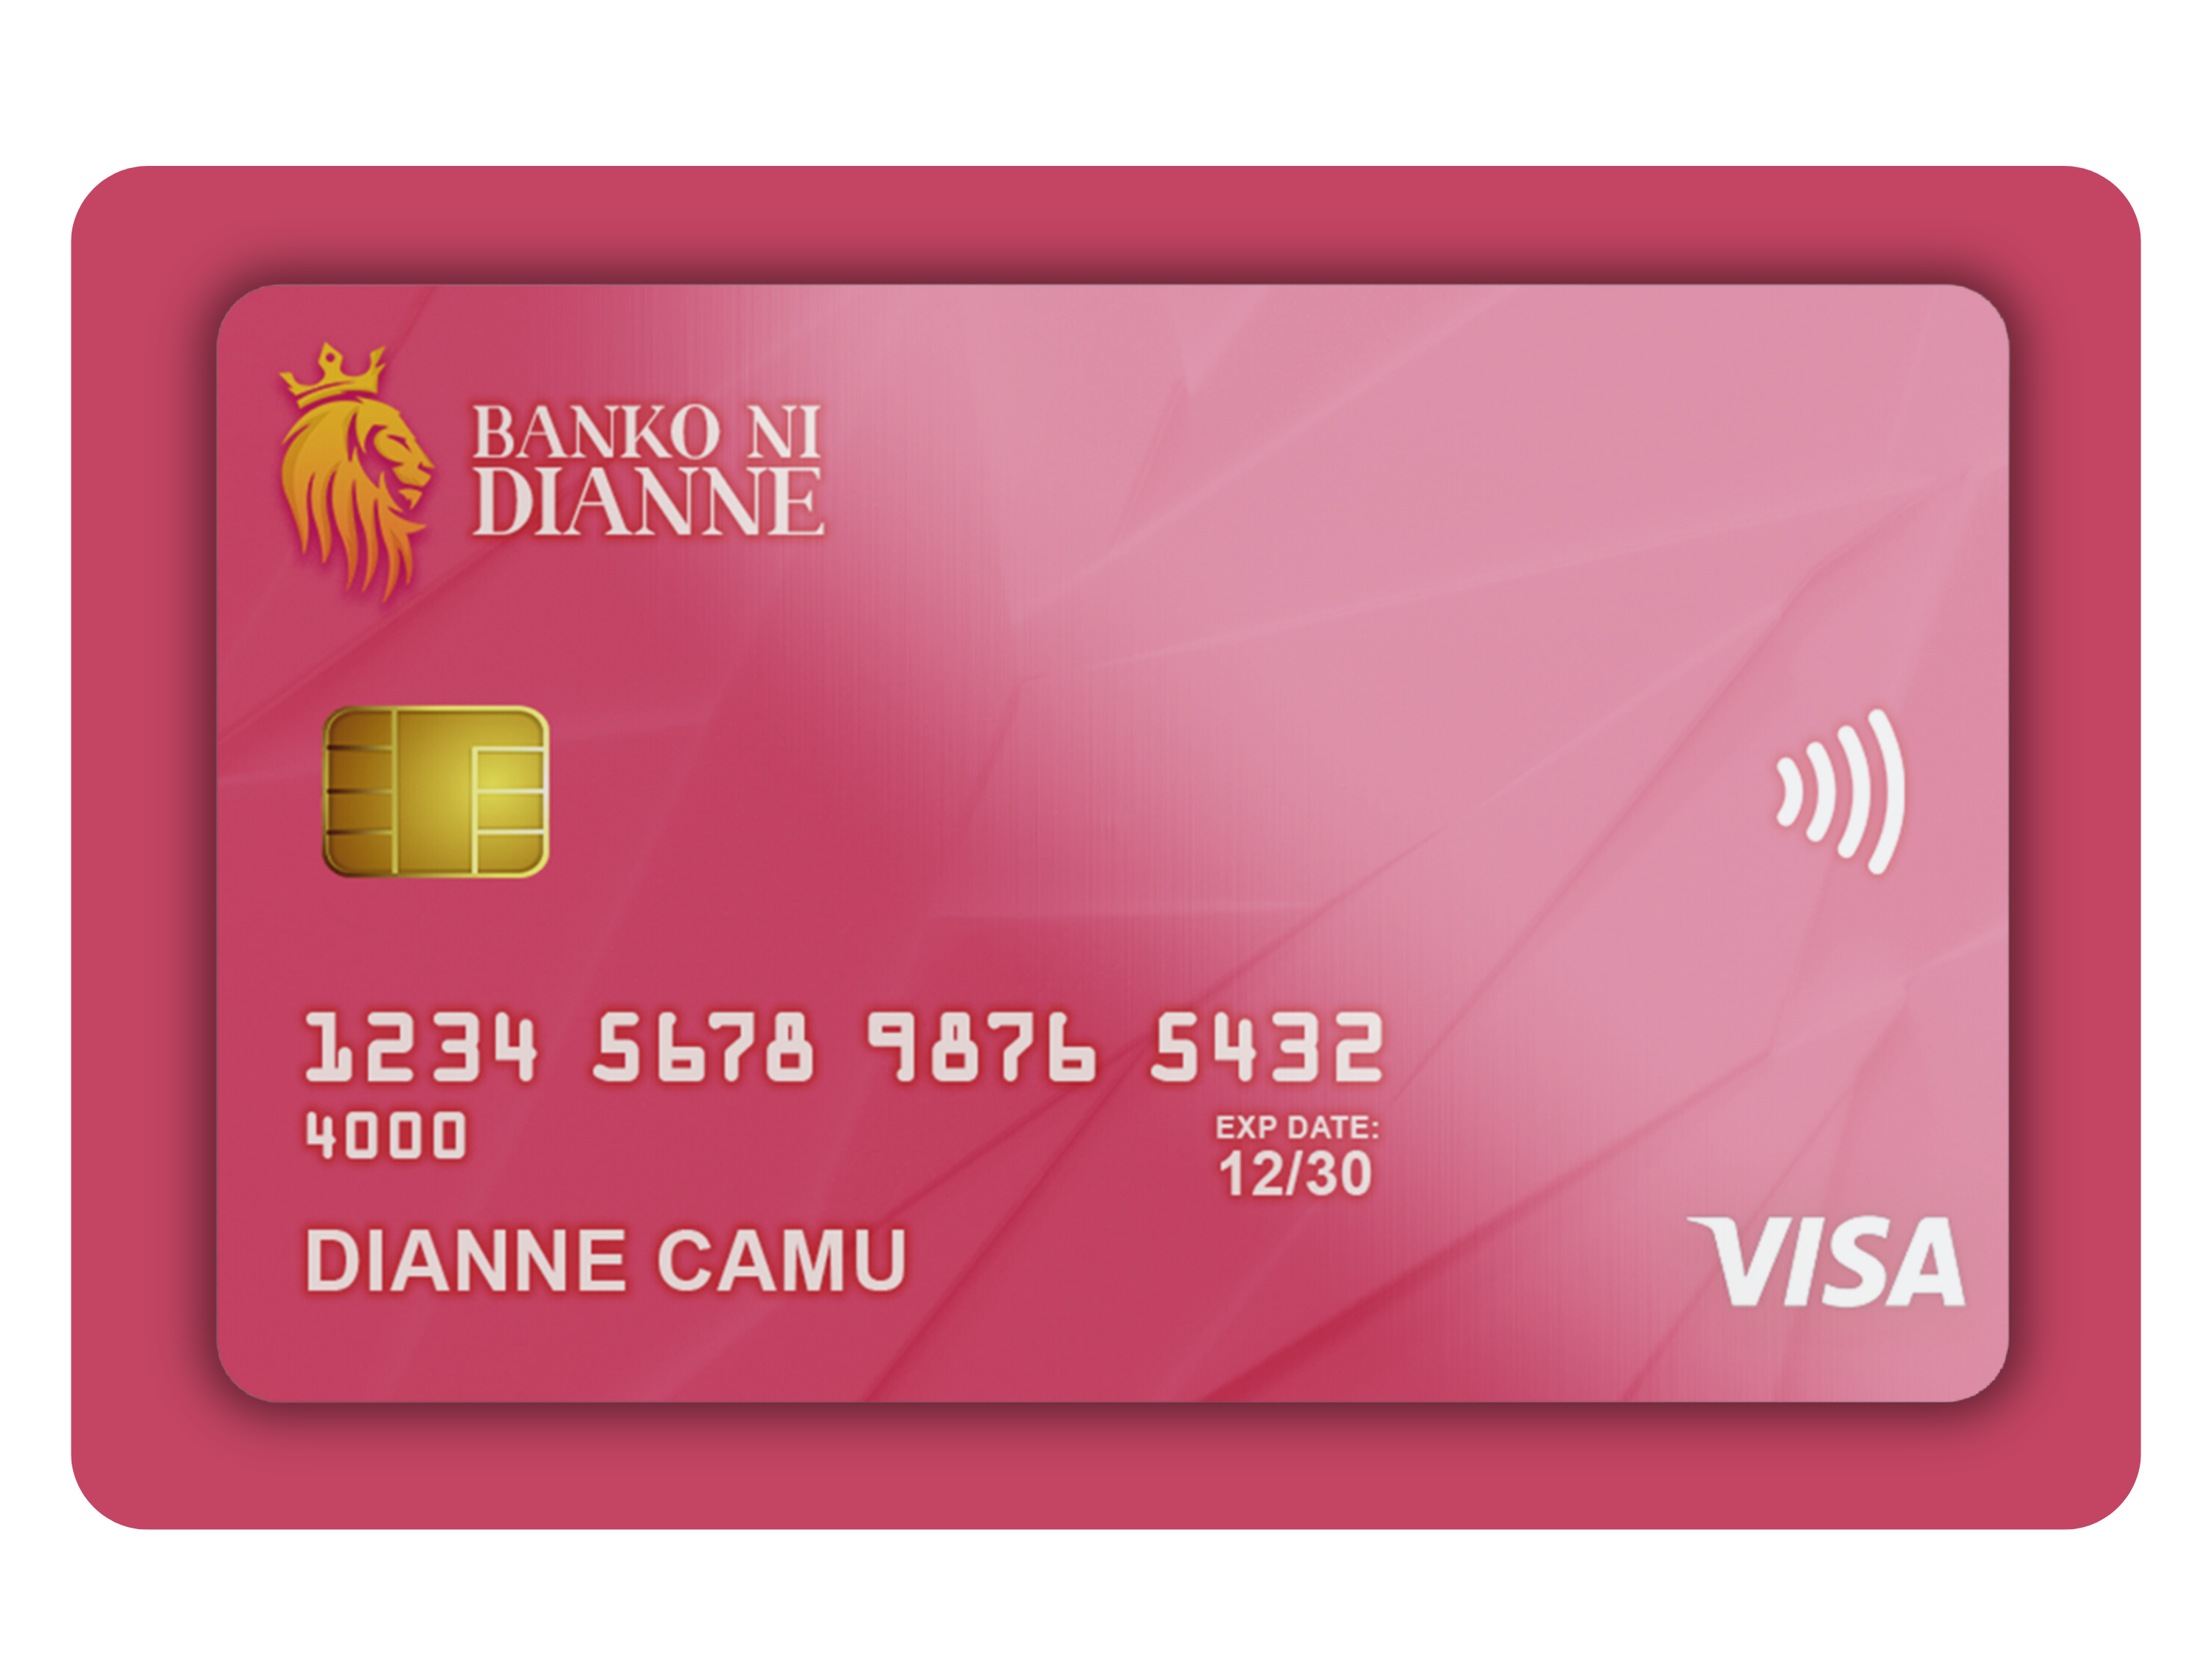 BANKO NI
DIANNE
1234 5678 9876 5432
4000
EXP DATE:
12/30
DIANNE CAMU
VISA